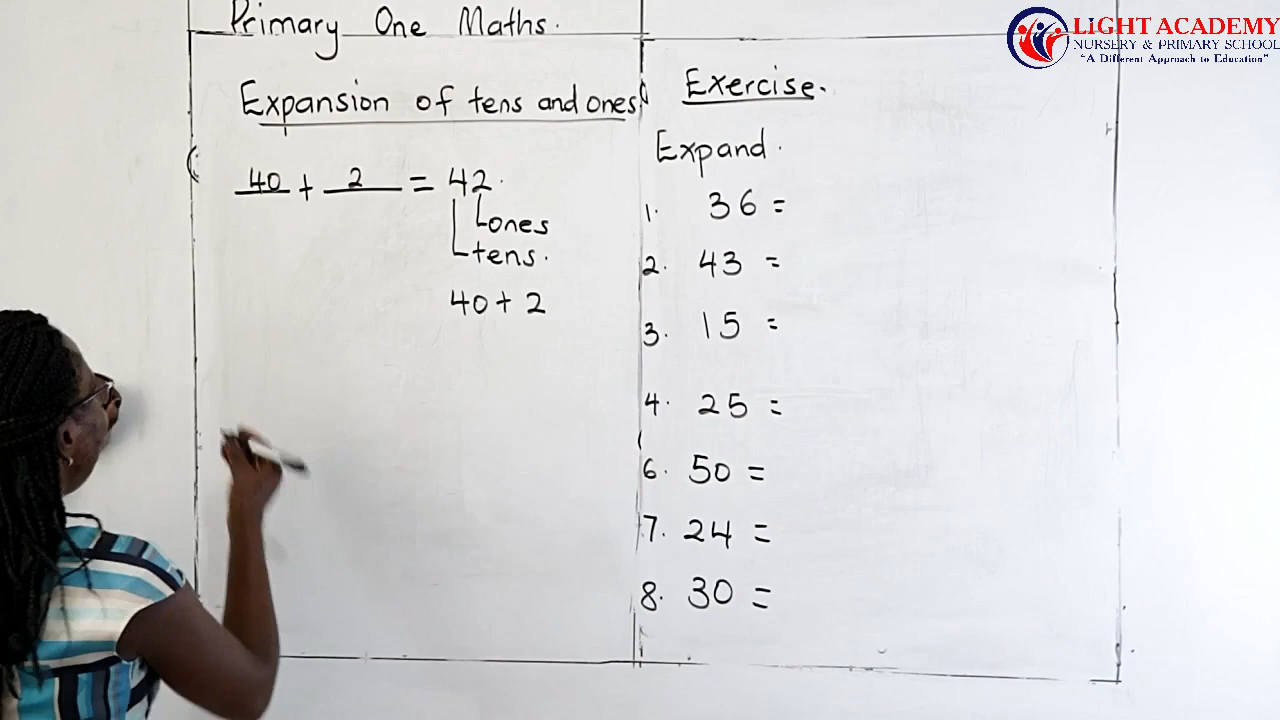 Primary One Maths.
Expansion of tens and ones
40 + 2 = 42.
ones
tens.
40 + 2
Exercise.
Expand.
1. 36 =
2. 43 =
3. 15 =
4. 25 =
6. 50 =
7. 24 =
8. 30 =
LIGHT ACADEMY
NURSERY & PRIMARY SCHOOL
"A Different Approach to Education"